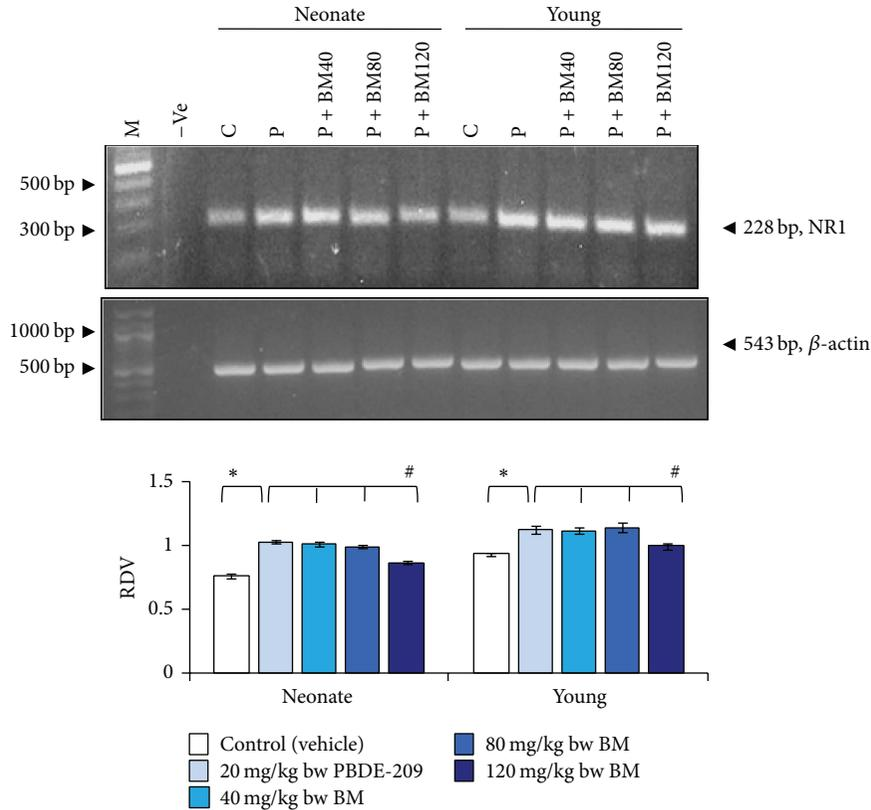 Neonate Young
M
– Ve
C
P
P + BM40
P + BM80
P + BM120
C
P
P + BM40
P + BM80
P + BM120
500 bp
300 bp
228 bp, NR1
1000 bp
500 bp
543 bp, β-actin
RDV
1.5
1
0.5
0
* # * #
Neonate Young
Control (vehicle)
20 mg/kg bw PBDE-209
40 mg/kg bw BM
80 mg/kg bw BM
120 mg/kg bw BM